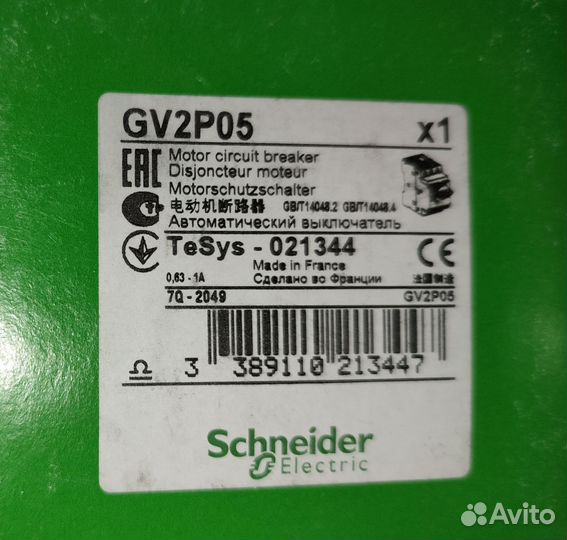 GV2P05 x1
EAC
Motor circuit breaker
Disjoncteur moteur
Motorschutzschalter
电动机断路器 GB/T14048.2 GB/T14048.4
Автоматический выключатель
TeSys - 021344 CE
Made in France
0,63 - 1A Сделано во Франции 法国制造
7Q - 2049 GV2P05
3 389110 213447
Schneider
Electric
Avito